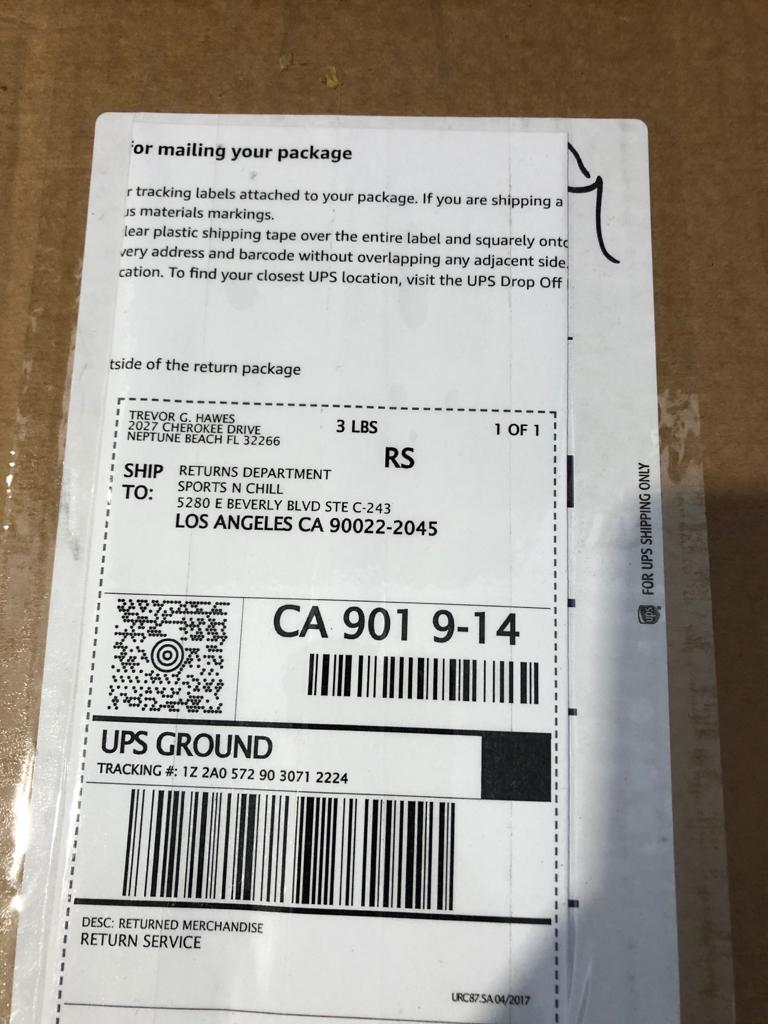 for mailing your package
r tracking labels attached to your package. If you are shipping a
us materials markings.
lear plastic shipping tape over the entire label and squarely onto
very address and barcode without overlapping any adjacent side.
cation. To find your closest UPS location, visit the UPS Drop Off
tside of the return package
TREVOR G. HAWES
2027 CHEROKEE DRIVE
NEPTUNE BEACH FL 32266
3 LBS
1 OF 1
RS
SHIP TO:
RETURNS DEPARTMENT
SPORTS N CHILL
5280 E BEVERLY BLVD STE C-243
LOS ANGELES CA 90022-2045
CA 901 9-14
UPS GROUND
TRACKING #: 1Z 2A0 572 90 3071 2224
DESC: RETURNED MERCHANDISE
RETURN SERVICE
URC87.SA 04/2017
ups FOR UPS SHIPPING ONLY